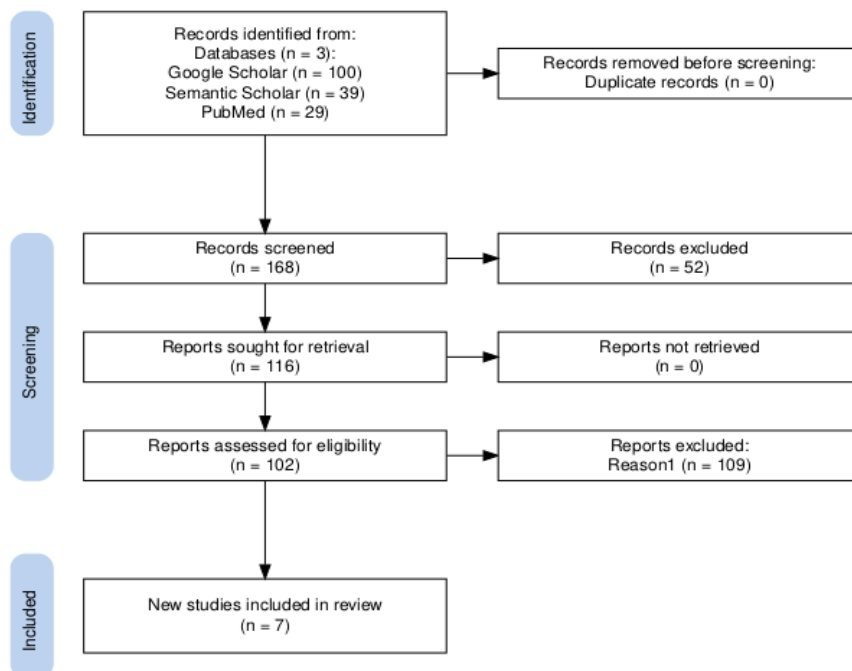 Identification
Records identified from:
Databases (n = 3):
Google Scholar (n = 100)
Semantic Scholar (n = 39)
PubMed (n = 29)
Records removed before screening:
Duplicate records (n = 0)
Screening
Records screened
(n = 168)
Records excluded
(n = 52)
Reports sought for retrieval
(n = 116)
Reports not retrieved
(n = 0)
Reports assessed for eligibility
(n = 102)
Reports excluded:
Reason1 (n = 109)
Included
New studies included in review
(n = 7)